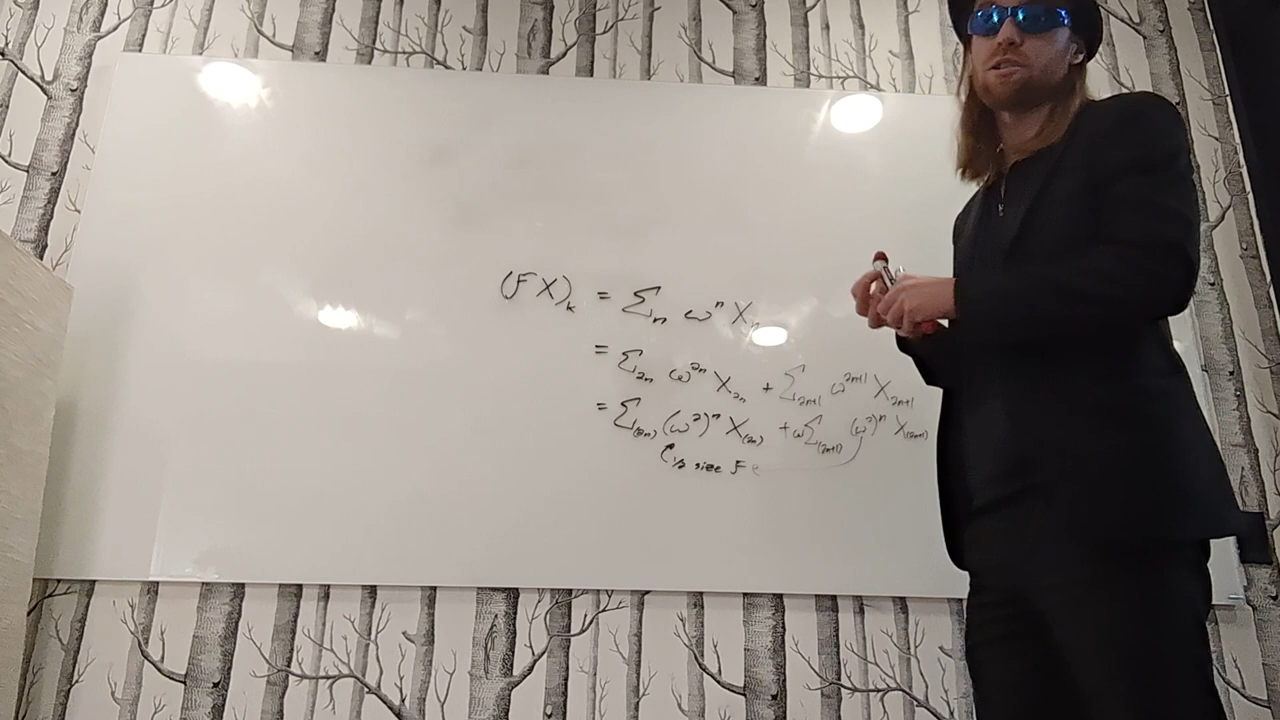 (F X)ₖ = Σₙ ωⁿ Xₙ
= Σ₂ₙ ω²ⁿ X₂ₙ + Σ₂ₙ₊₁ ω²ⁿ⁺¹ X₂ₙ₊₁
= Σ₍₂ₙ₎ (ω²)ⁿ X₍₂ₙ₎ + ω Σ₍₂ₙ₊₁₎ (ω²)ⁿ X₍₂ₙ₊₁₎
1/2 size F